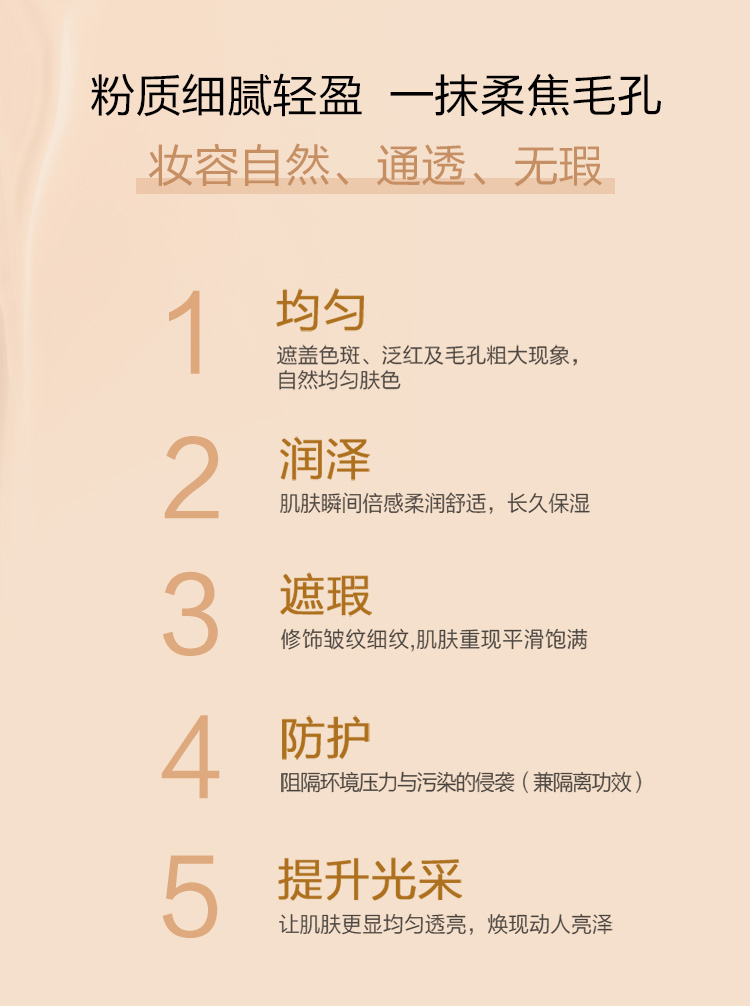 粉质细腻轻盈 一抹柔焦毛孔
妆容自然、通透、无瑕
1
均匀
遮盖色斑、泛红及毛孔粗大现象，
自然均匀肤色
2
润泽
肌肤瞬间倍感柔润舒适，长久保湿
3
遮瑕
修饰皱纹细纹,肌肤重现平滑饱满
4
防护
阻隔环境压力与污染的侵袭（兼隔离功效）
5
提升光采
让肌肤更显均匀透亮，焕现动人亮泽